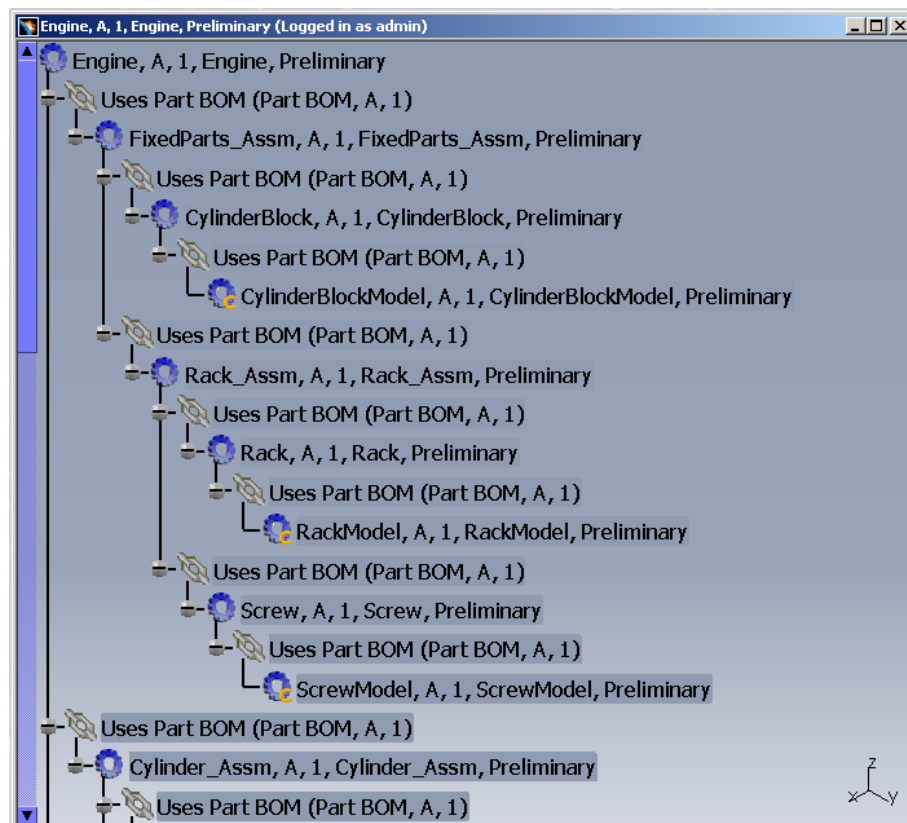 Engine, A, 1, Engine, Preliminary (Logged in as admin)
Engine, A, 1, Engine, Preliminary
Uses Part BOM (Part BOM, A, 1)
FixedParts_Assm, A, 1, FixedParts_Assm, Preliminary
Uses Part BOM (Part BOM, A, 1)
CylinderBlock, A, 1, CylinderBlock, Preliminary
Uses Part BOM (Part BOM, A, 1)
CylinderBlockModel, A, 1, CylinderBlockModel, Preliminary
Uses Part BOM (Part BOM, A, 1)
Rack_Assm, A, 1, Rack_Assm, Preliminary
Uses Part BOM (Part BOM, A, 1)
Rack, A, 1, Rack, Preliminary
Uses Part BOM (Part BOM, A, 1)
RackModel, A, 1, RackModel, Preliminary
Uses Part BOM (Part BOM, A, 1)
Screw, A, 1, Screw, Preliminary
Uses Part BOM (Part BOM, A, 1)
ScrewModel, A, 1, ScrewModel, Preliminary
Uses Part BOM (Part BOM, A, 1)
Cylinder_Assm, A, 1, Cylinder_Assm, Preliminary
Uses Part BOM (Part BOM, A, 1)
z
x y